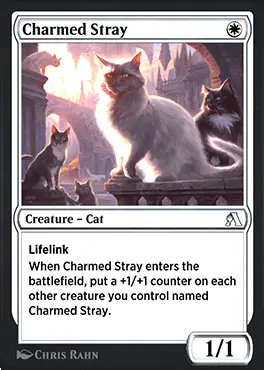 Charmed Stray
Creature – Cat
Lifelink
When Charmed Stray enters the
battlefield, put a +1/+1 counter on each
other creature you control named
Charmed Stray.
Chris Rahn
1/1